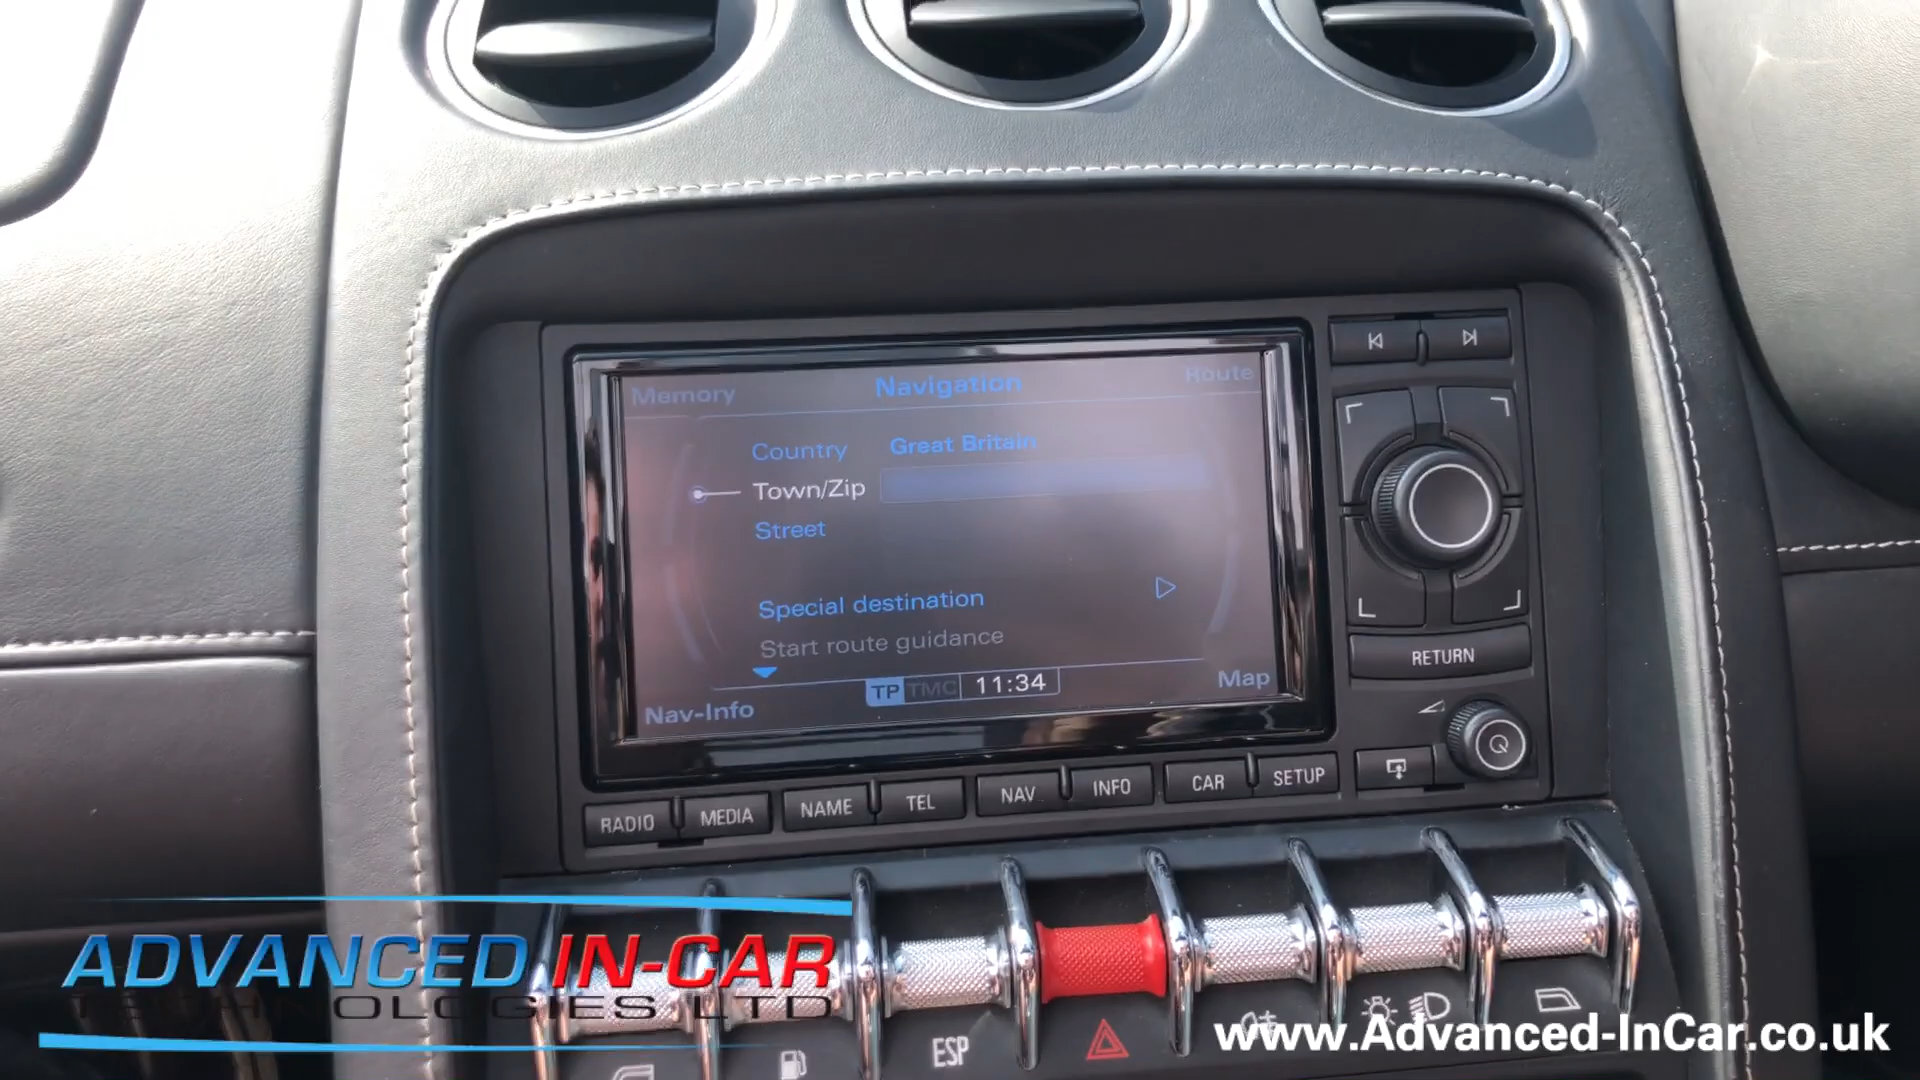 Memory Navigation Route
Country Great Britain
Town/Zip
Street
Special destination
Start route guidance
TP TMC 11:34
Nav-Info Map
RETURN
RADIO MEDIA NAME TEL NAV INFO CAR SETUP
ESP
ADVANCED IN-CAR
TECHNOLOGIES LTD
www.Advanced-InCar.co.uk